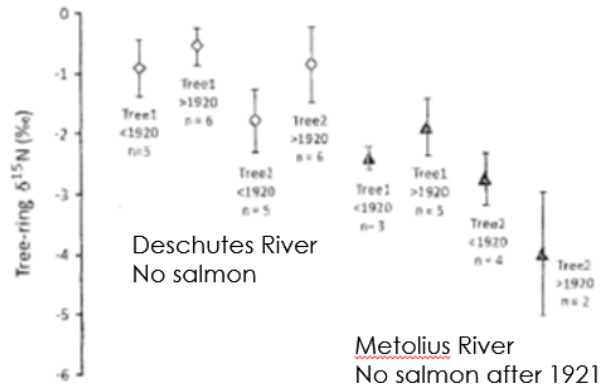 Tree-ring δ¹⁵N (‰)
0
-1
-2
-3
-4
-5
-6
Tree1
<1920
n=5
Tree1
>1920
n = 6
Tree2
<1920
n = 5
Tree2
>1920
n = 6
Tree1
<1920
n= 3
Tree1
>1920
n = 5
Tree2
<1920
n = 4
Tree2
>1920
n = 2
Deschutes River
No salmon
Metolius River
No salmon after 1921